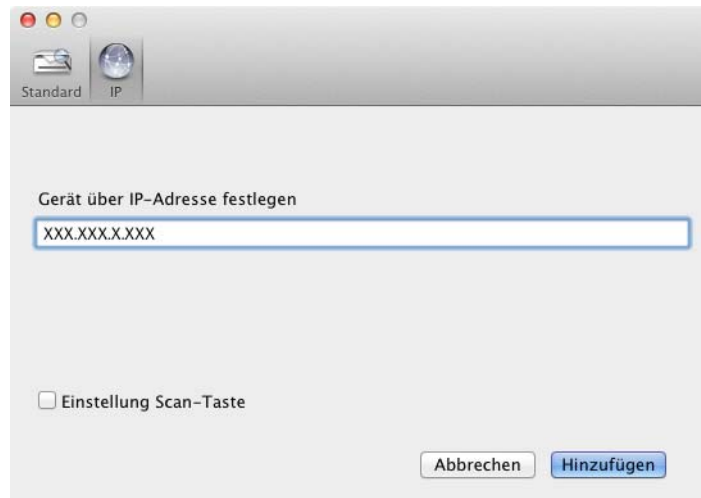 Standard IP
Gerät über IP-Adresse festlegen
XXX.XXX.X.XXX
Einstellung Scan-Taste
Abbrechen Hinzufügen